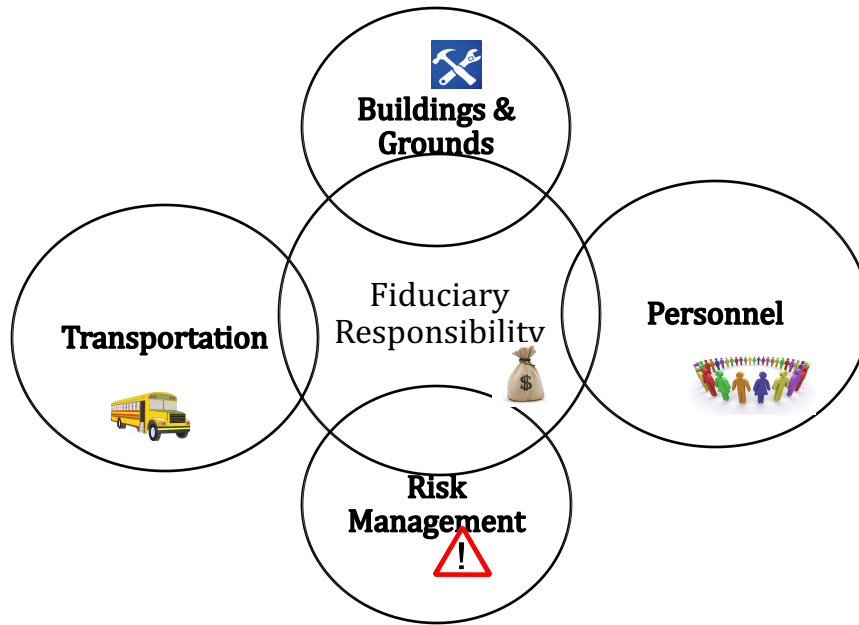 Buildings &
Grounds
Fiduciary
Responsibility
Transportation
Personnel
$
Risk
Management
!